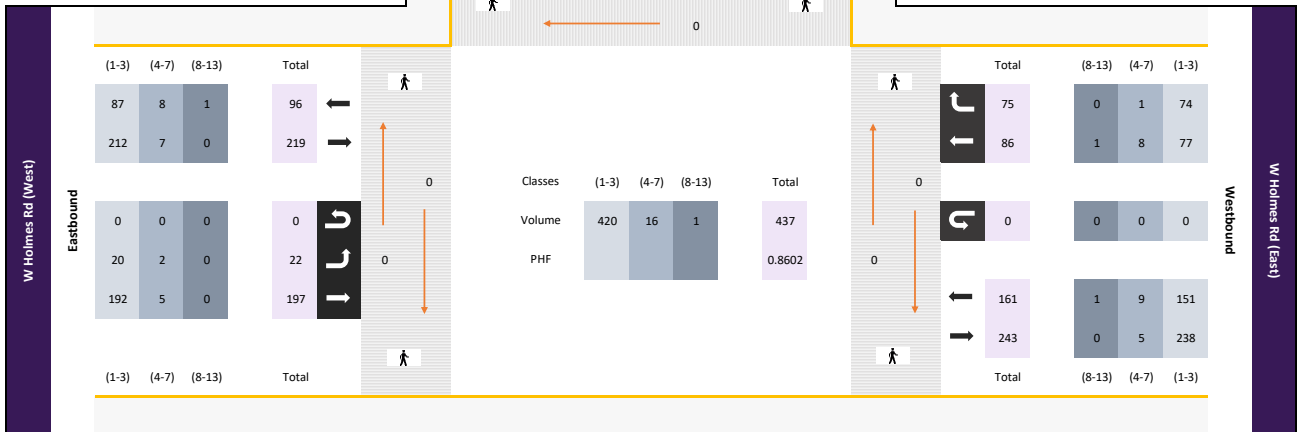 0
(1-3) (4-7) (8-13) Total
87 8 1 96
212 7 0 219
0 0 0 0
20 2 0 22
192 5 0 197
(1-3) (4-7) (8-13) Total
W Holmes Rd (West)
Eastbound
0
0
Classes (1-3) (4-7) (8-13) Total
Volume 420 16 1 437
PHF 0.8602
0
0
Total (8-13) (4-7) (1-3)
75 0 1 74
86 1 8 77
0 0 0 0
161 1 9 151
243 0 5 238
Total (8-13) (4-7) (1-3)
Westbound
W Holmes Rd (East)